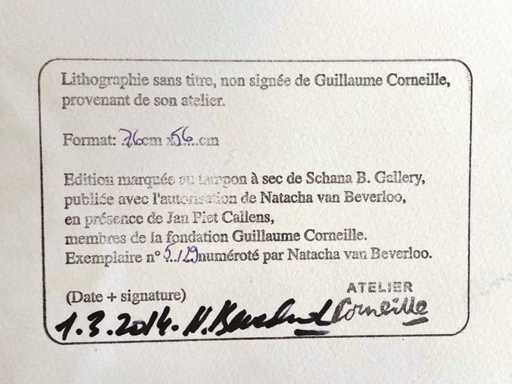 Lithographie sans titre, non signée de Guillaume Corneille,
provenant de son atelier.
Format: 76cm x56cm
Edition marquée au tampon à sec de Schana B. Gallery,
publiée avec l'autorisation de Natacha van Beverloo,
en présence de Jan Piet Callens,
membres de la fondation Guillaume Corneille.
Exemplaire n° numéroté par Natacha van Beverloo.
(Date + signature)
ATELIER
Corneille
1.3.2014.